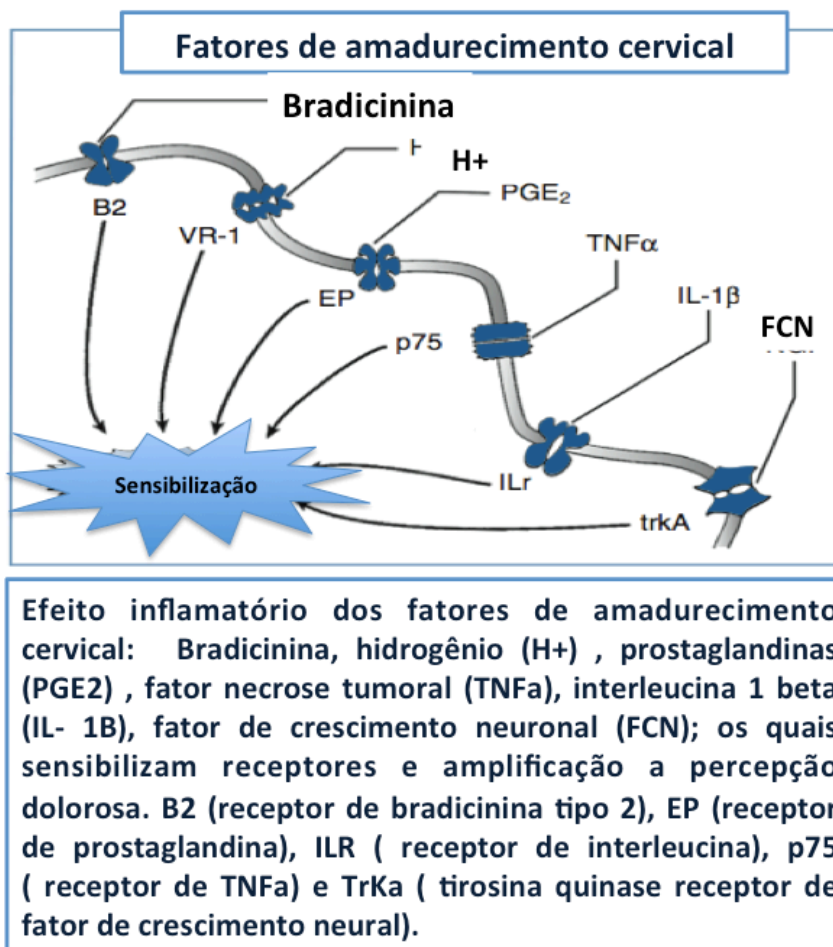 Fatores de amadurecimento cervical
Bradicinina
H+
PGE₂
B2
VR-1
TNFα
EP
IL-1β
p75
FCN
Sensibilização
ILr
trkA
Efeito inflamatório dos fatores de amadurecimento
cervical: Bradicinina, hidrogênio (H+) , prostaglandinas
(PGE2) , fator necrose tumoral (TNFa), interleucina 1 beta
(IL- 1B), fator de crescimento neuronal (FCN); os quais
sensibilizam receptores e amplificação a percepção
dolorosa. B2 (receptor de bradicinina tipo 2), EP (receptor
de prostaglandina), ILR ( receptor de interleucina), p75
( receptor de TNFa) e TrKa ( tirosina quinase receptor de
fator de crescimento neural).